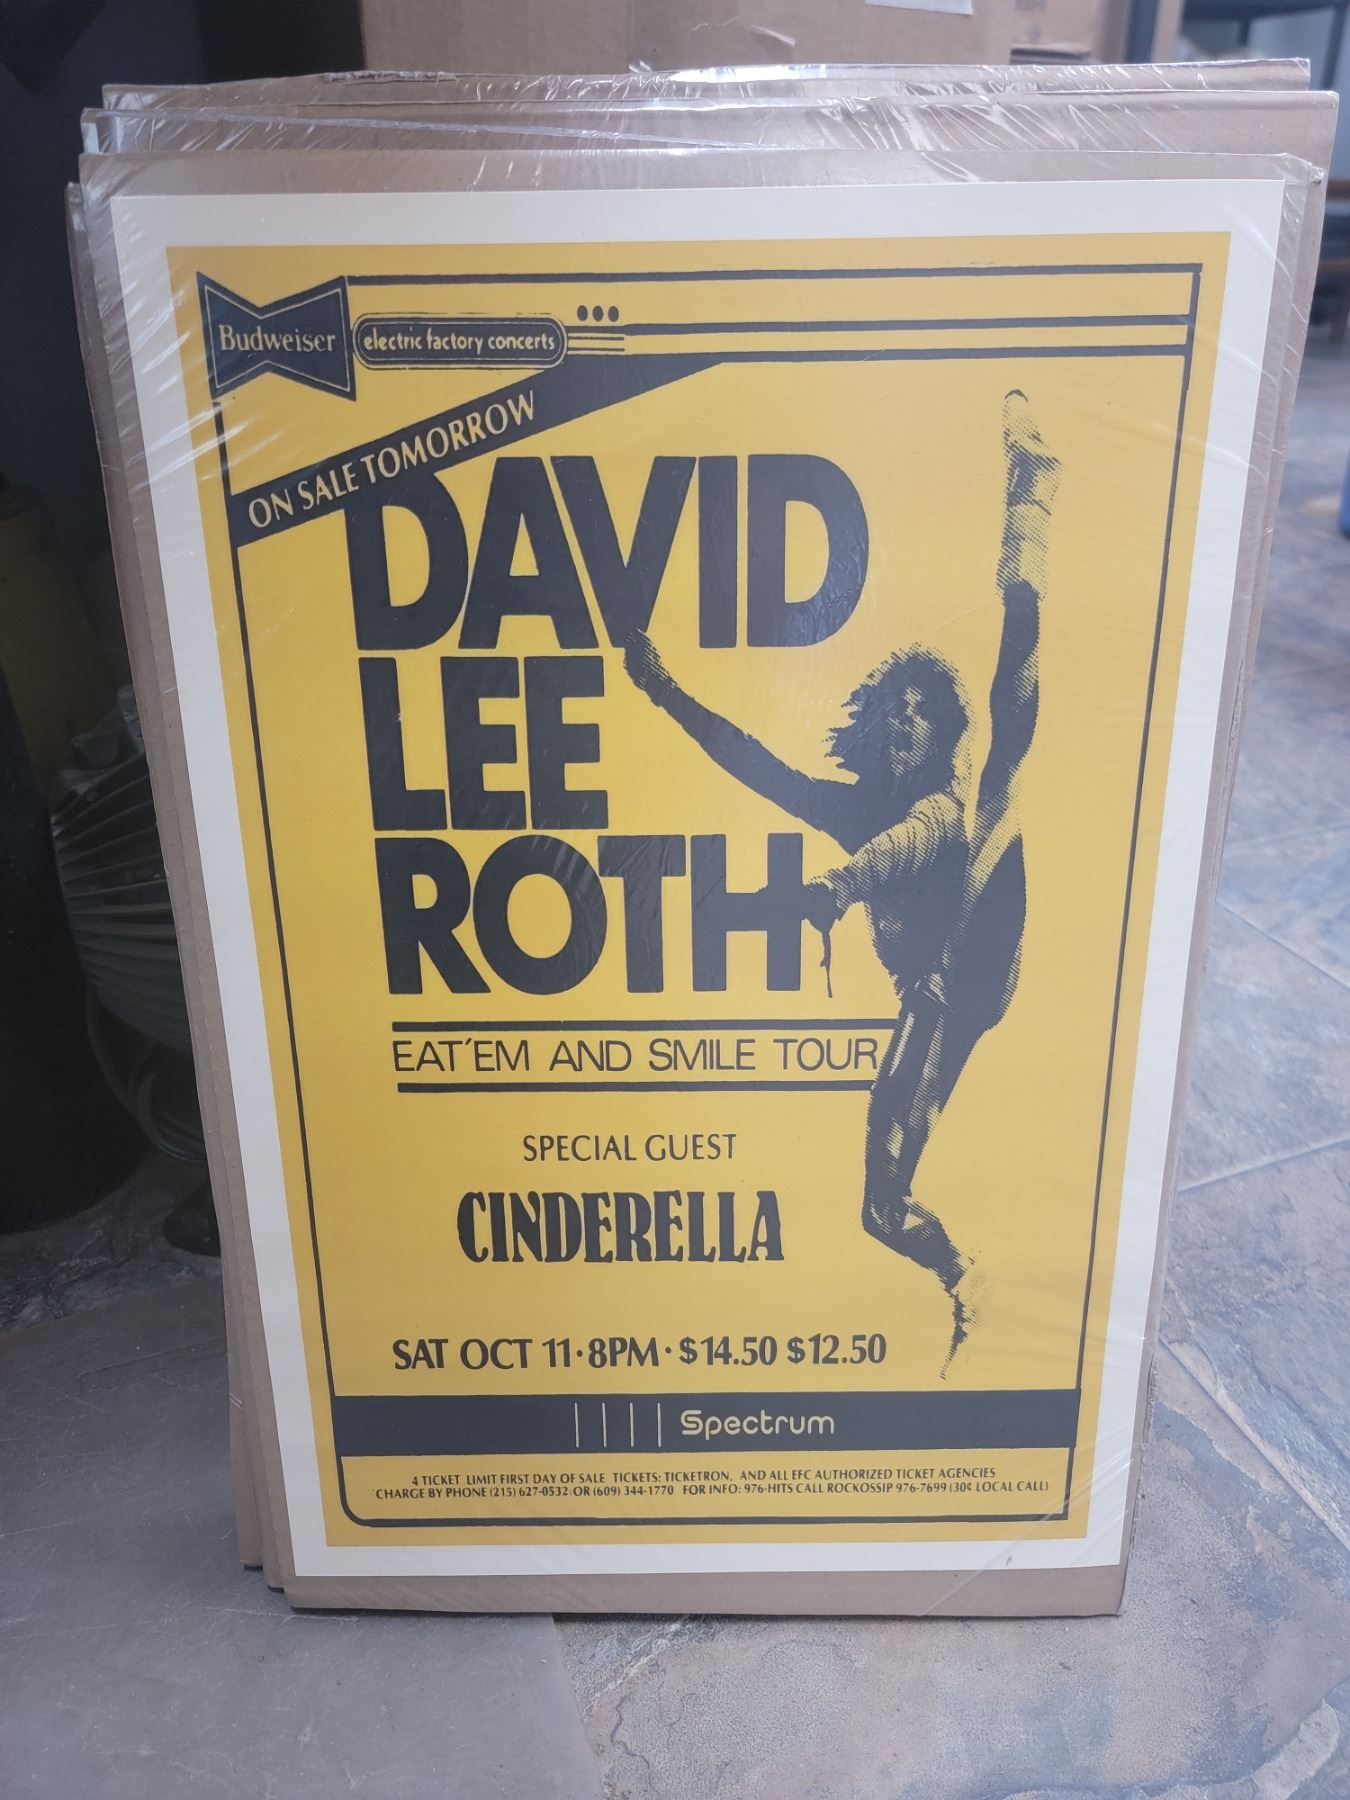 Budweiser
electric factory concerts
ON SALE TOMORROW
DAVID
LEE
ROTH
EAT'EM AND SMILE TOUR
SPECIAL GUEST
CINDERELLA
SAT OCT 11·8PM·$14.50 $12.50
Spectrum
4 TICKET LIMIT FIRST DAY OF SALE TICKETS: TICKETRON, AND ALL EFC AUTHORIZED TICKET AGENCIES
CHARGE BY PHONE (215) 627-0532 OR (609) 344-1770 FOR INFO: 976-HITS CALL ROCKOSSIP 976-7699 (30¢ LOCAL CALL)